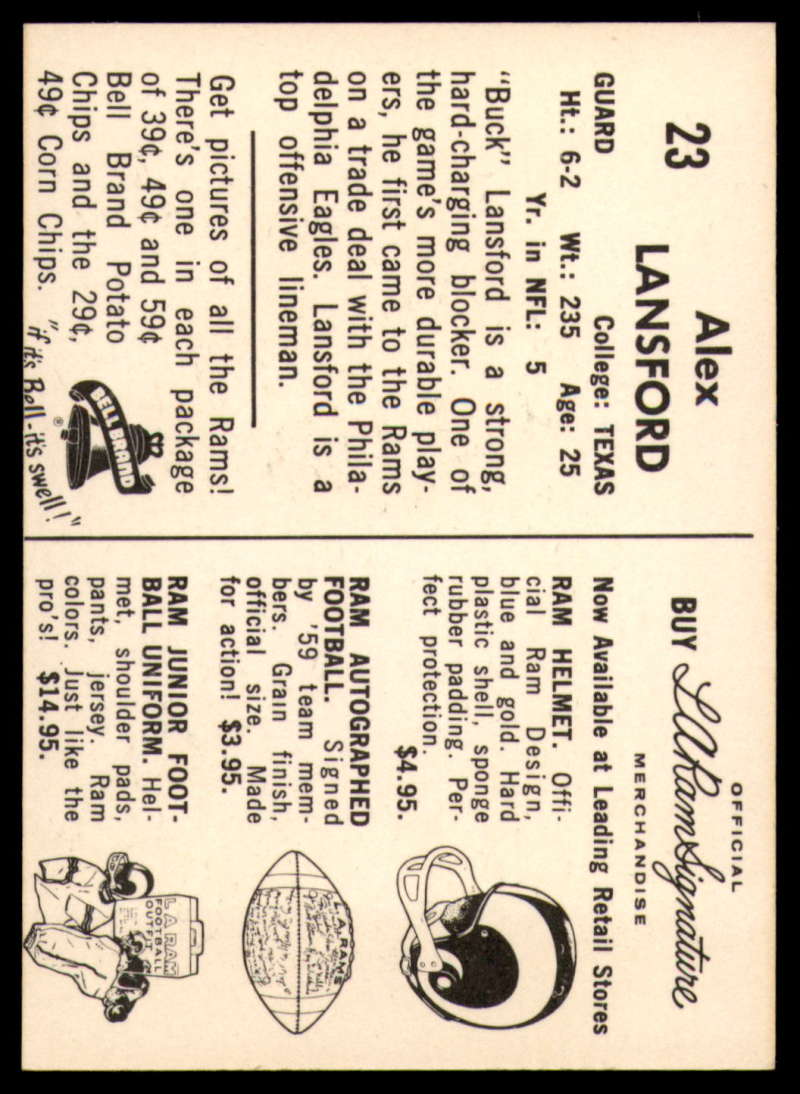 23
Alex
LANSFORD
GUARD College: TEXAS
Ht.: 6-2 Wt.: 235 Age: 25
Yr. in NFL: 5
"Buck" Lansford is a strong,
hard-charging blocker. One of
the game's more durable play-
ers, he first came to the Rams
on a trade deal with the Phila-
delphia Eagles. Lansford is a
top offensive lineman.
Get pictures of all the Rams!
There's one in each package
of 39¢, 49¢ and 59¢
Bell Brand Potato
Chips and the 29¢,
49¢ Corn Chips.
BELL BRAND
®
"if it's Bell-it's swell!"
OFFICIAL
BUY LA Ram Signature
MERCHANDISE
Now Available at Leading Retail Stores
RAM HELMET. Offi-
cial Ram Design,
blue and gold. Hard
plastic shell, sponge
rubber padding. Per-
fect protection.
$4.95.
RAM AUTOGRAPHED
FOOTBALL. Signed
by '59 team mem-
bers. Grain finish,
official size. Made
for action! $3.95.
L.A. RAMS
RAM JUNIOR FOOT-
BALL UNIFORM. Hel-
met, shoulder pads,
pants, jersey. Ram
colors. Just like the
pro's! $14.95.
L.A. RAM
FOOTBALL
OUTFIT